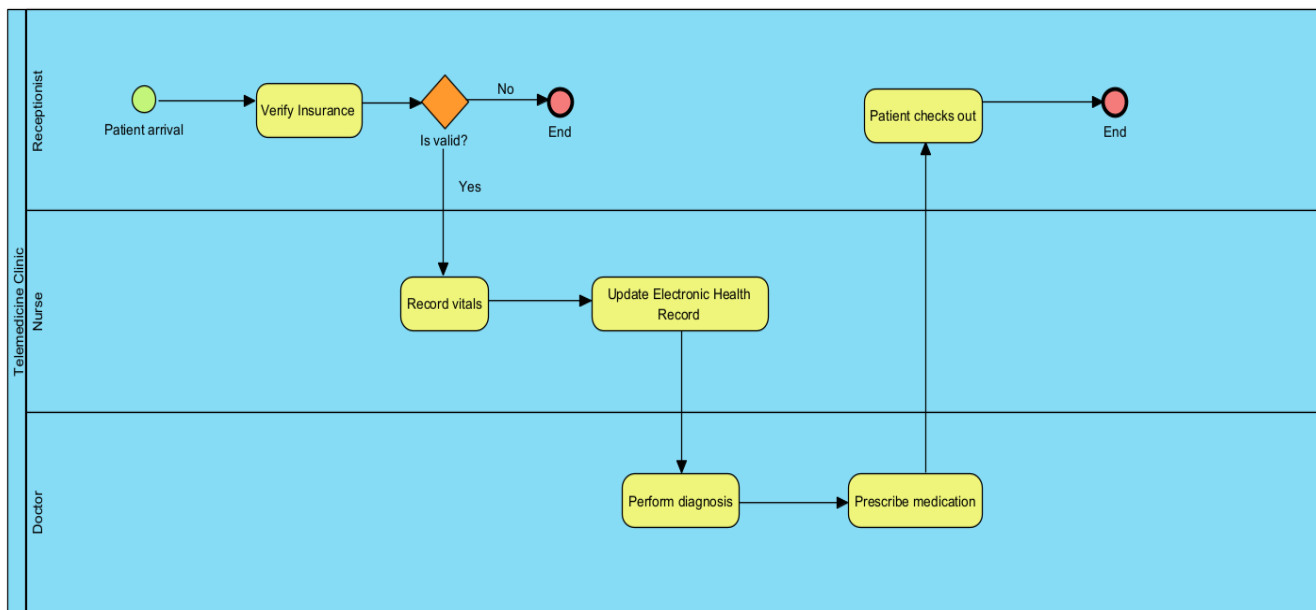 Telemedicine Clinic
Receptionist
Patient arrival
Verify Insurance
Is valid?
No
End
Yes
Patient checks out
End
Nurse
Record vitals
Update Electronic Health
Record
Doctor
Perform diagnosis
Prescribe medication